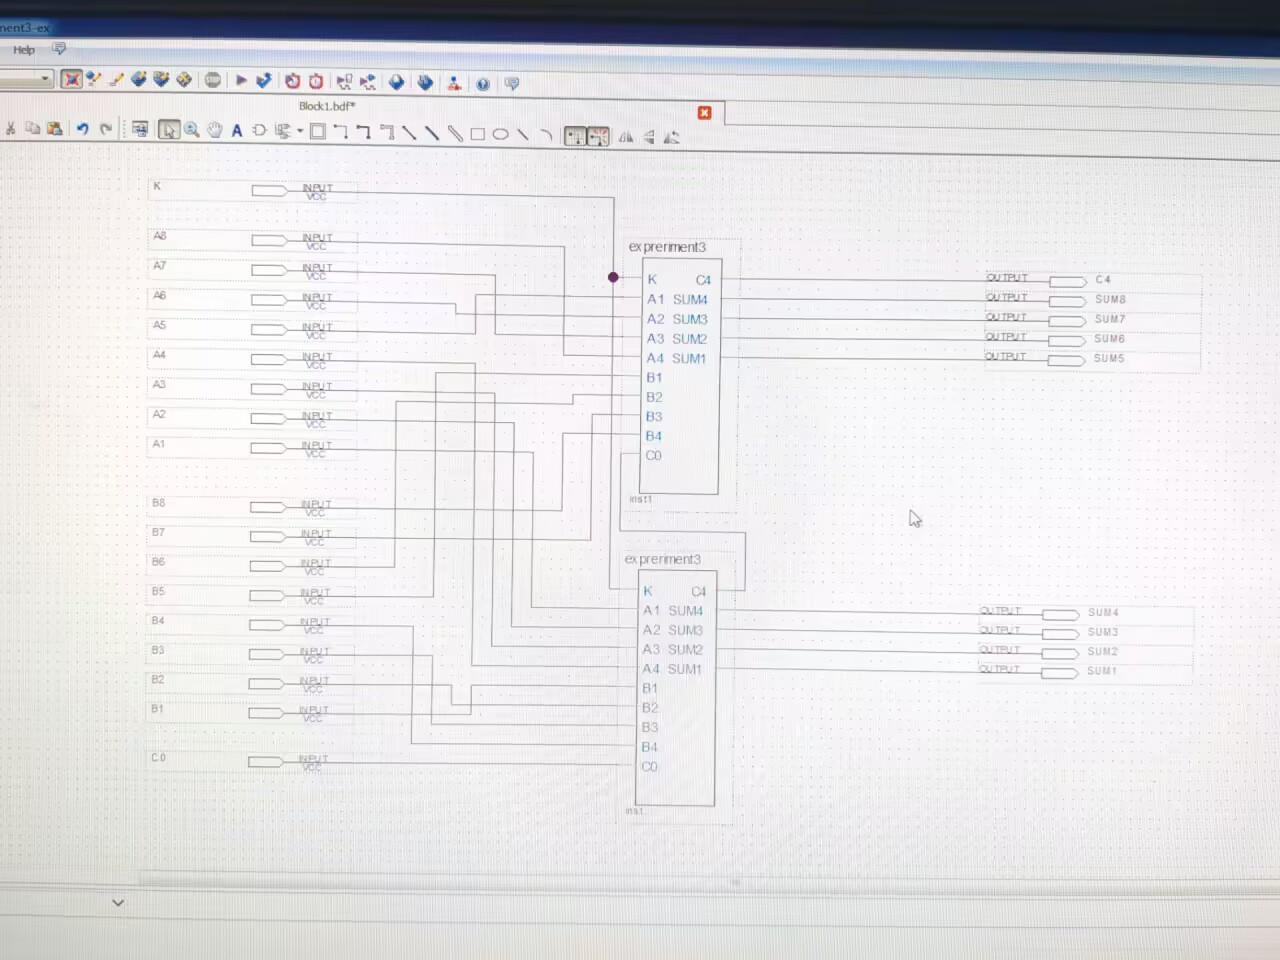 ment3-ex
Help
Block1.bdf*
A
K
INPUT
VCC
A8
INPUT
VCC
A7
INPUT
VCC
A6
INPUT
VCC
A5
INPUT
VCC
A4
INPUT
VCC
A3
INPUT
VCC
A2
INPUT
VCC
A1
INPUT
VCC
B8
INPUT
VCC
B7
INPUT
VCC
B6
INPUT
VCC
B5
INPUT
VCC
B4
INPUT
VCC
B3
INPUT
VCC
B2
INPUT
VCC
B1
INPUT
VCC
C0
INPUT
VCC
expreriment3
K C4
A1 SUM4
A2 SUM3
A3 SUM2
A4 SUM1
B1
B2
B3
B4
C0
inst1
expreriment3
K C4
A1 SUM4
A2 SUM3
A3 SUM2
A4 SUM1
B1
B2
B3
B4
C0
inst
OUTPUT C4
OUTPUT SUM8
OUTPUT SUM7
OUTPUT SUM6
OUTPUT SUM5
OUTPUT SUM4
OUTPUT SUM3
OUTPUT SUM2
OUTPUT SUM1